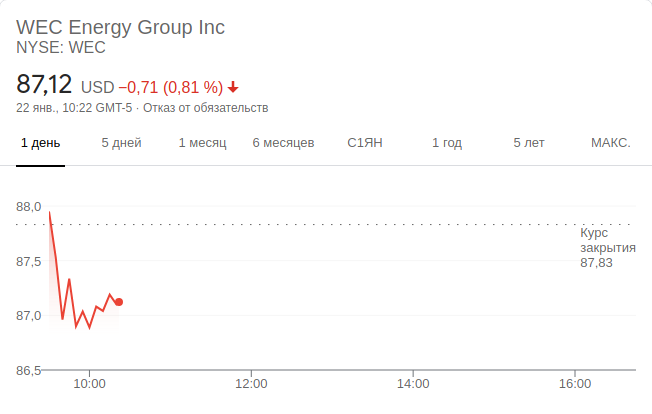 WEC Energy Group Inc
NYSE: WEC
87,12 USD −0,71 (0,81 %)
22 янв., 10:22 GMT-5 · Отказ от обязательств
1 день 5 дней 1 месяц 6 месяцев С1ЯН 1 год 5 лет МАКС.
88,0
Курс
закрытия
87,83
87,5
87,0
86,5
10:00 12:00 14:00 16:00